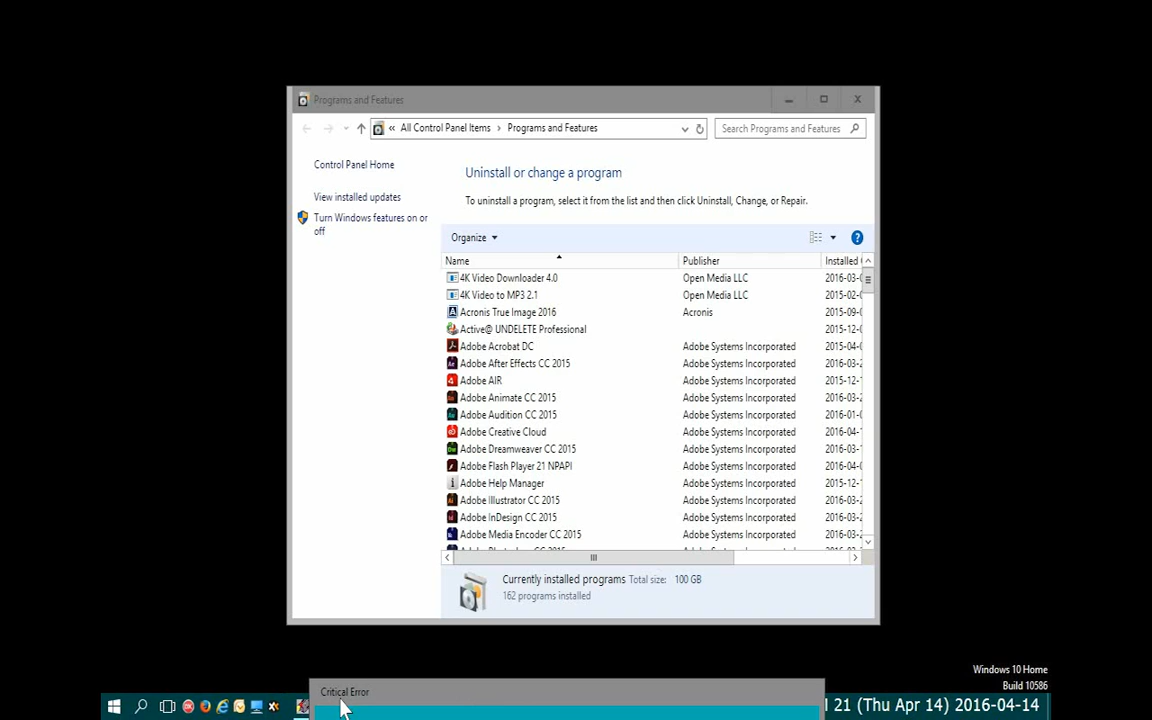 Programs and Features
« All Control Panel Items › Programs and Features
Search Programs and Features
Control Panel Home
View installed updates
Turn Windows features on or
off
Uninstall or change a program
To uninstall a program, select it from the list and then click Uninstall, Change, or Repair.
Organize
Name Publisher Installed
4K Video Downloader 4.0 Open Media LLC 2016-03-
4K Video to MP3 2.1 Open Media LLC 2015-02-
Acronis True Image 2016 Acronis 2015-09-
Active@ UNDELETE Professional 2015-12-
Adobe Acrobat DC Adobe Systems Incorporated 2015-04-
Adobe After Effects CC 2015 Adobe Systems Incorporated 2016-03-2
Adobe AIR Adobe Systems Incorporated 2015-12-
Adobe Animate CC 2015 Adobe Systems Incorporated 2016-03-2
Adobe Audition CC 2015 Adobe Systems Incorporated 2016-01-
Adobe Creative Cloud Adobe Systems Incorporated 2016-04-
Adobe Dreamweaver CC 2015 Adobe Systems Incorporated 2016-03-
Adobe Flash Player 21 NPAPI Adobe Systems Incorporated 2016-04-
Adobe Help Manager Adobe Systems Incorporated 2015-12-
Adobe Illustrator CC 2015 Adobe Systems Incorporated 2016-03-2
Adobe InDesign CC 2015 Adobe Systems Incorporated 2016-03-2
Adobe Media Encoder CC 2015 Adobe Systems Incorporated 2016-03-2
Currently installed programs Total size: 100 GB
162 programs installed
Windows 10 Home
Build 10586
Critical Error
21 (Thu Apr 14) 2016-04-14